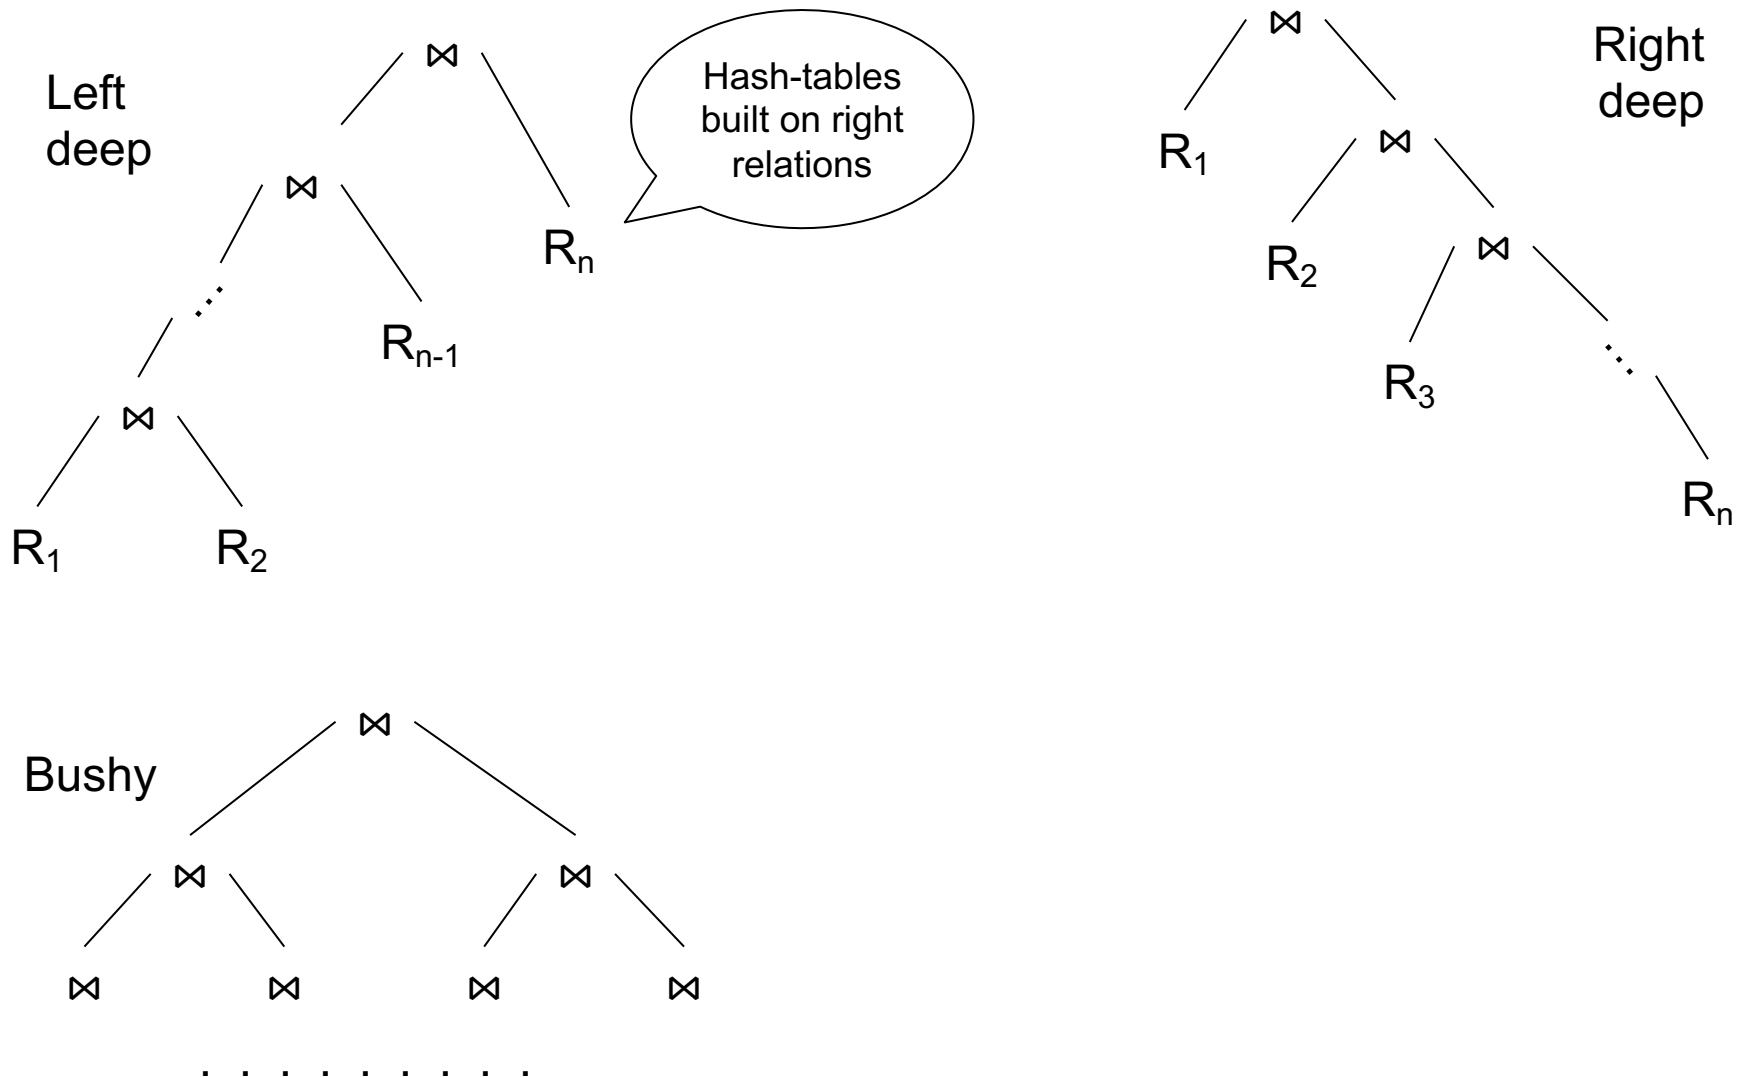 Left
deep
⋈
Hash-tables
built on right
relations
⋈
Rₙ
Rₙ₋₁
⋈
R₁
R₂
Right
deep
⋈
R₁
⋈
R₂
⋈
R₃
Rₙ
Bushy
⋈
⋈ ⋈
⋈ ⋈ ⋈ ⋈
. . . . . . . . .